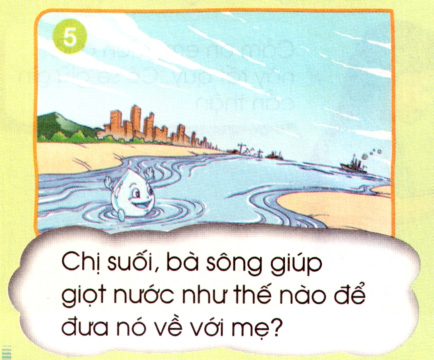 5
Chị suối, bà sông giúp
giọt nước như thế nào để
đưa nó về với mẹ?